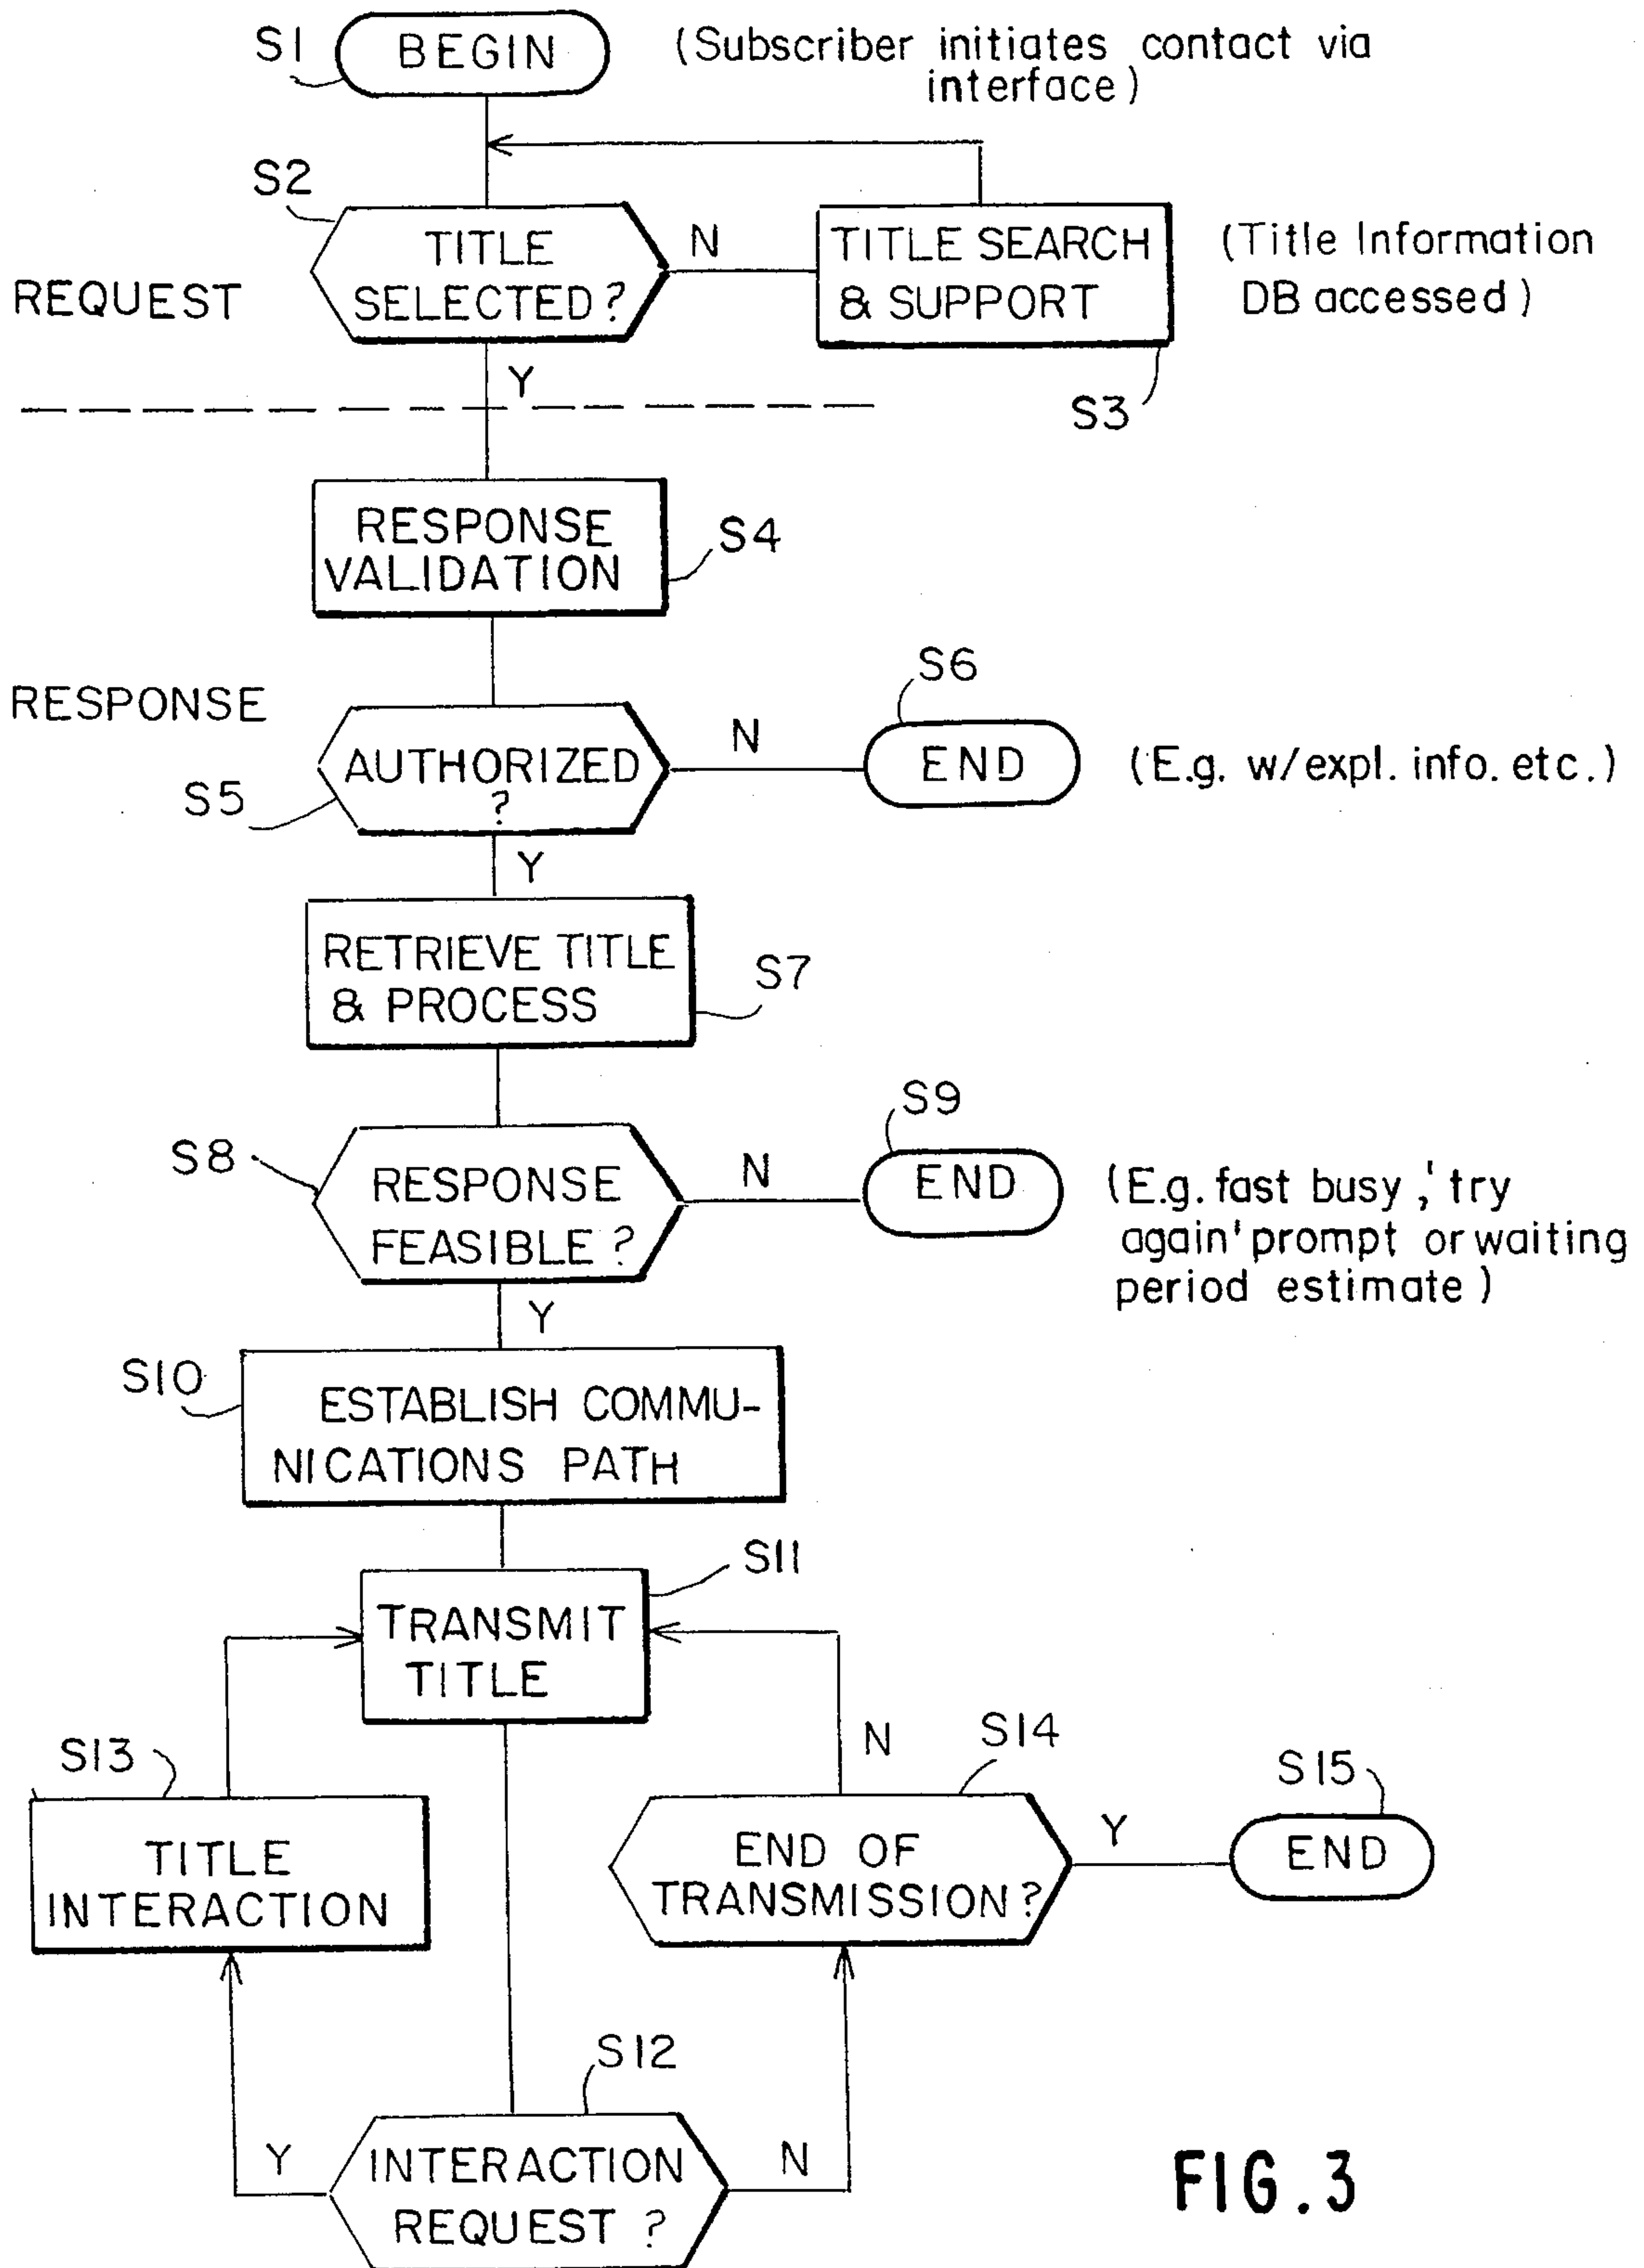 S1 BEGIN (Subscriber initiates contact via
interface)
S2
TITLE
SELECTED?
N
TITLE SEARCH
& SUPPORT
(Title Information
DB accessed)
REQUEST
S3
Y
RESPONSE
VALIDATION
S4
RESPONSE
S5
AUTHORIZED
?
N
S6
END
(E.g. w/expl. info. etc.)
Y
RETRIEVE TITLE
& PROCESS
S7
S8
RESPONSE
FEASIBLE?
N
S9
END
(E.g. fast busy,'try
again'prompt or waiting
period estimate)
Y
S10
ESTABLISH COMMU-
NICATIONS PATH
S11
TRANSMIT
TITLE
S13
TITLE
INTERACTION
N
S14
END OF
TRANSMISSION?
Y
S15
END
S12
Y
INTERACTION
REQUEST ?
N
FIG.3